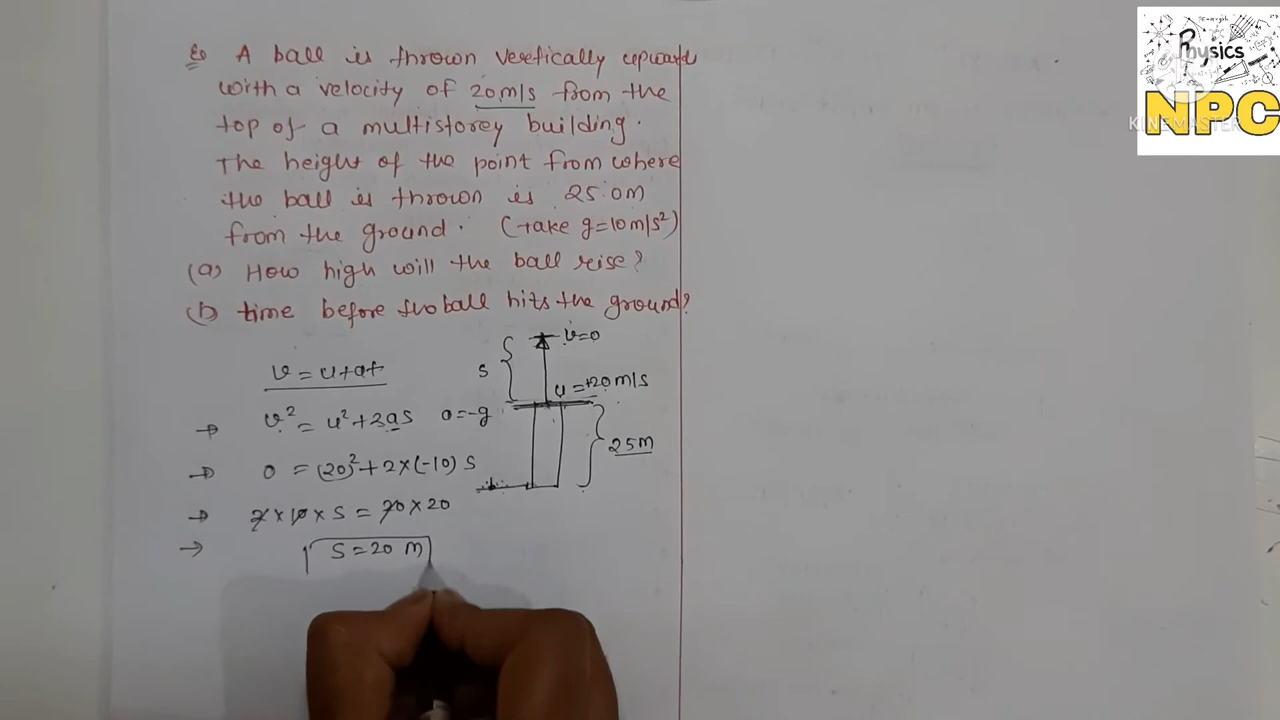 Ex A ball is thrown vertically upward
with a velocity of 20m/s from the
top of a multistorey building.
The height of the point from where
the ball is thrown is 25.0m
from the ground. (take g=10m/s²)
(a) How high will the ball rise?
(b) time before the ball hits the ground?
v = u+at
v=0
s
u = +20m/s
→ v² = u²+2as a=-g
25m
→ 0 = (20)²+2×(-10) s
→ 2×10×s = 20×20
→ s=20 m
Physics
NPC
KINEMASTER